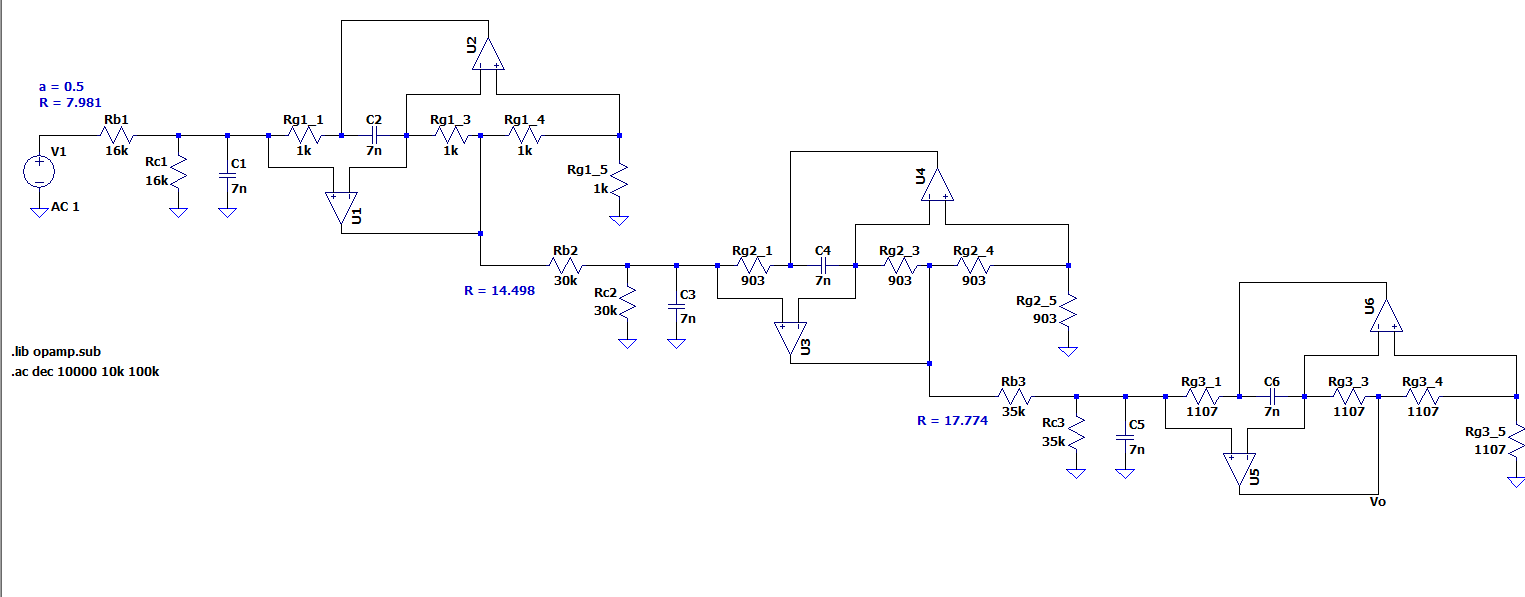 a = 0.5
R = 7.981
V1
AC 1
Rb1
16k
Rc1
16k
C1
7n
Rg1_1
1k
C2
7n
Rg1_3
1k
Rg1_4
1k
Rg1_5
1k
U2
U1
R = 14.498
Rb2
30k
Rc2
30k
C3
7n
Rg2_1
903
C4
7n
Rg2_3
903
Rg2_4
903
Rg2_5
903
U4
U3
R = 17.774
Rb3
35k
Rc3
35k
C5
7n
Rg3_1
1107
C6
7n
Rg3_3
1107
Rg3_4
1107
Rg3_5
1107
U6
U5
Vo
.lib opamp.sub
.ac dec 10000 10k 100k